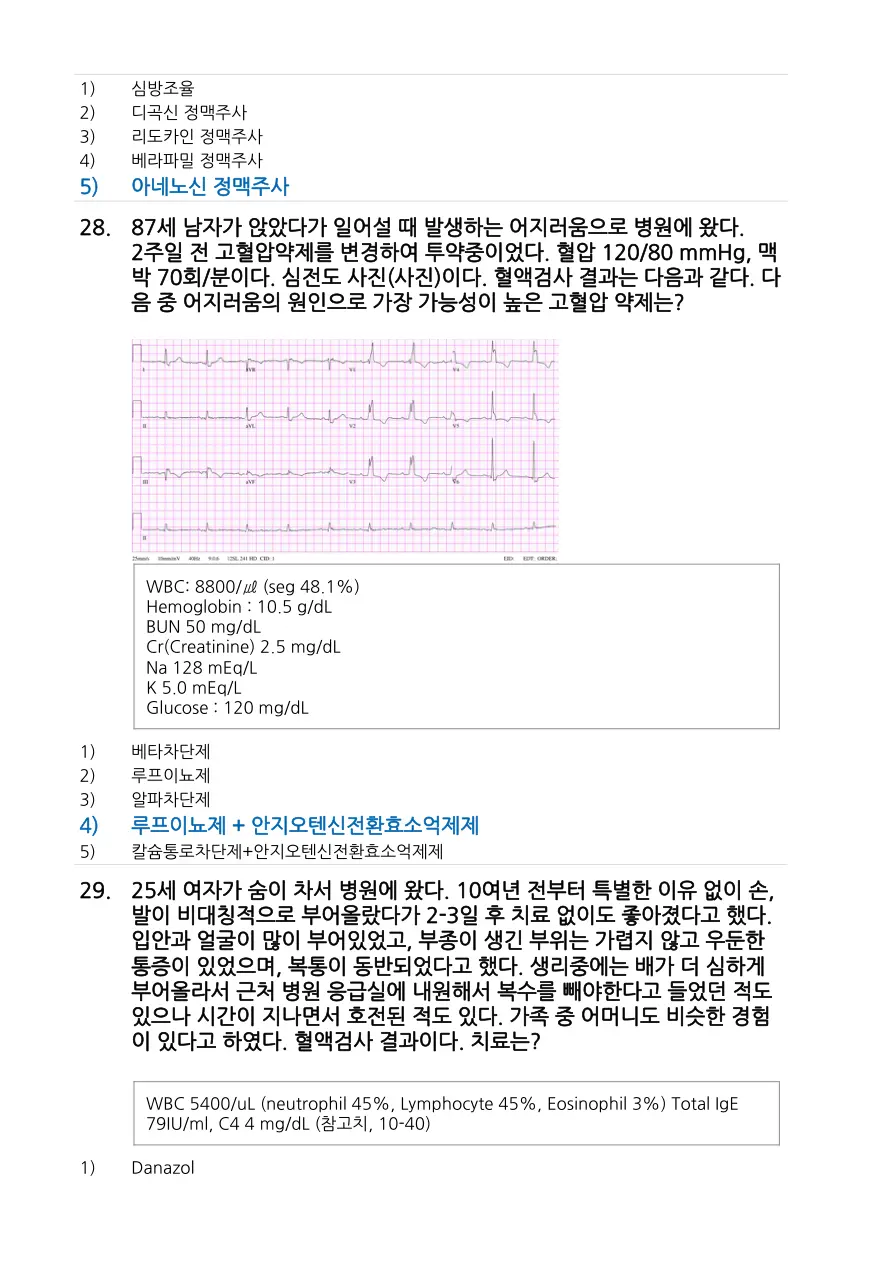 1) 심방조율
2) 디곡신 정맥주사
3) 리도카인 정맥주사
4) 베라파밀 정맥주사
5) 아네노신 정맥주사
28. 87세 남자가 앉았다가 일어설 때 발생하는 어지러움으로 병원에 왔다.
2주일 전 고혈압약제를 변경하여 투약중이었다. 혈압 120/80 mmHg, 맥
박 70회/분이다. 심전도 사진(사진)이다. 혈액검사 결과는 다음과 같다. 다
음 중 어지러움의 원인으로 가장 가능성이 높은 고혈압 약제는?
I aVR V1 V4
II aVL V2 V5
III aVF V3 V6
II
25mm/s 10mm/mV 40Hz 9.0.6 12SL 241 HD CID: 1 EID: EDT: ORDER:
WBC: 8800/㎕ (seg 48.1%)
Hemoglobin : 10.5 g/dL
BUN 50 mg/dL
Cr(Creatinine) 2.5 mg/dL
Na 128 mEq/L
K 5.0 mEq/L
Glucose : 120 mg/dL
1) 베타차단제
2) 루프이뇨제
3) 알파차단제
4) 루프이뇨제 + 안지오텐신전환효소억제제
5) 칼슘통로차단제+안지오텐신전환효소억제제
29. 25세 여자가 숨이 차서 병원에 왔다. 10여년 전부터 특별한 이유 없이 손,
발이 비대칭적으로 부어올랐다가 2-3일 후 치료 없이도 좋아졌다고 했다.
입안과 얼굴이 많이 부어있었고, 부종이 생긴 부위는 가렵지 않고 우둔한
통증이 있었으며, 복통이 동반되었다고 했다. 생리중에는 배가 더 심하게
부어올라서 근처 병원 응급실에 내원해서 복수를 빼야한다고 들었던 적도
있으나 시간이 지나면서 호전된 적도 있다. 가족 중 어머니도 비슷한 경험
이 있다고 하였다. 혈액검사 결과이다. 치료는?
WBC 5400/uL (neutrophil 45%, Lymphocyte 45%, Eosinophil 3%) Total IgE
79IU/ml, C4 4 mg/dL (참고치, 10-40)
1) Danazol